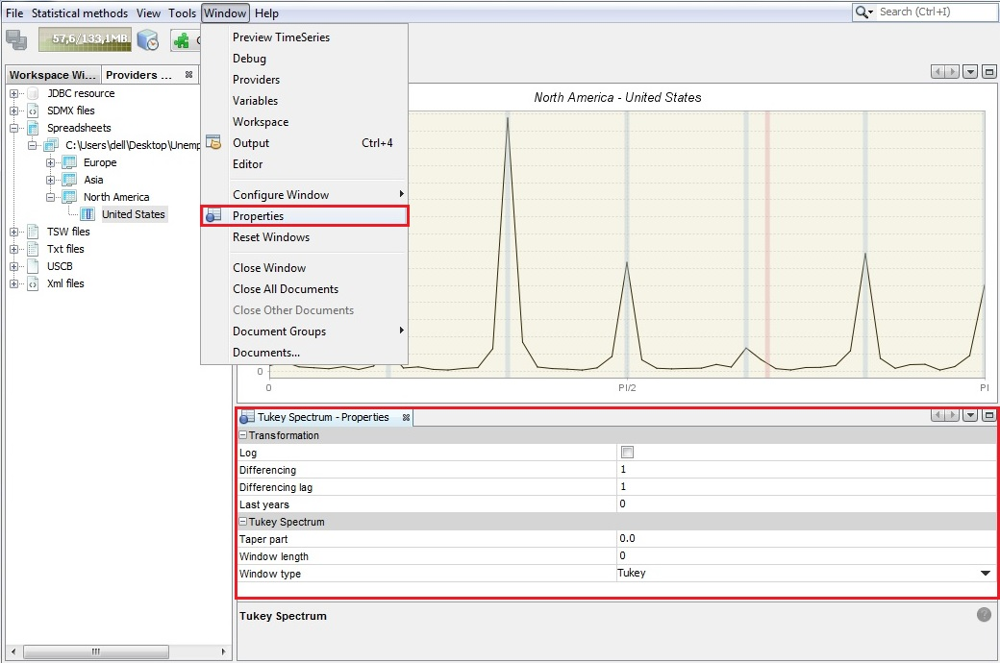 File Statistical methods View Tools Window Help
Search (Ctrl+I)
57,6/133,1MB
Workspace Wi... Providers ...
JDBC resource
SDMX files
Spreadsheets
C:\Users\dell\Desktop\Unemp
Europe
Asia
North America
United States
TSW files
Txt files
USCB
Xml files
Preview TimeSeries
Debug
Providers
Variables
Workspace
Output Ctrl+4
Editor
Configure Window
Properties
Reset Windows
Close Window
Close All Documents
Close Other Documents
Document Groups
Documents...
North America - United States
0
0 PI/2 PI
Tukey Spectrum - Properties
Transformation
Log
Differencing 1
Differencing lag 1
Last years 0
Tukey Spectrum
Taper part 0.0
Window length 0
Window type Tukey
Tukey Spectrum